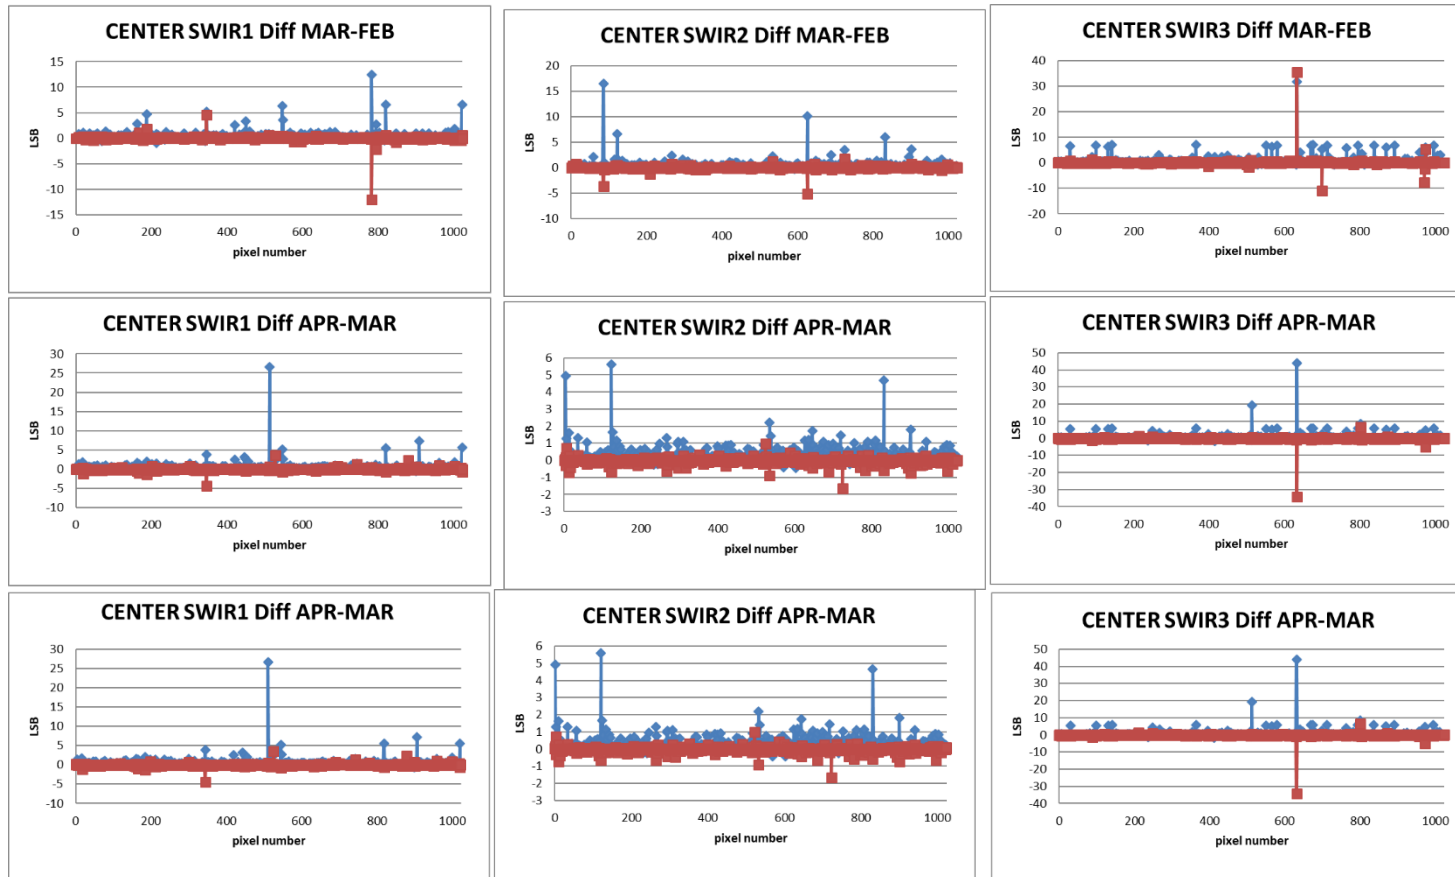 CENTER SWIR1 Diff MAR-FEB
15
10
5
0
-5
-10
-15
LSB
0 200 400 600 800 1000
pixel number
CENTER SWIR2 Diff MAR-FEB
20
15
10
5
0
-5
-10
LSB
0 200 400 600 800 1000
pixel number
CENTER SWIR3 Diff MAR-FEB
40
30
20
10
0
-10
-20
LSB
0 200 400 600 800 1000
pixel number
CENTER SWIR1 Diff APR-MAR
30
25
20
15
10
5
0
-5
-10
LSB
0 200 400 600 800 1000
pixel number
CENTER SWIR2 Diff APR-MAR
6
5
4
3
2
1
0
-1
-2
-3
LSB
0 200 400 600 800 1000
pixel number
CENTER SWIR3 Diff APR-MAR
50
40
30
20
10
0
-10
-20
-30
-40
LSB
0 200 400 600 800 1000
pixel number
CENTER SWIR1 Diff APR-MAR
30
25
20
15
10
5
0
-5
-10
LSB
0 200 400 600 800 1000
pixel number
CENTER SWIR2 Diff APR-MAR
6
5
4
3
2
1
0
-1
-2
-3
LSB
0 200 400 600 800 1000
pixel number
CENTER SWIR3 Diff APR-MAR
50
40
30
20
10
0
-10
-20
-30
-40
LSB
0 200 400 600 800 1000
pixel number